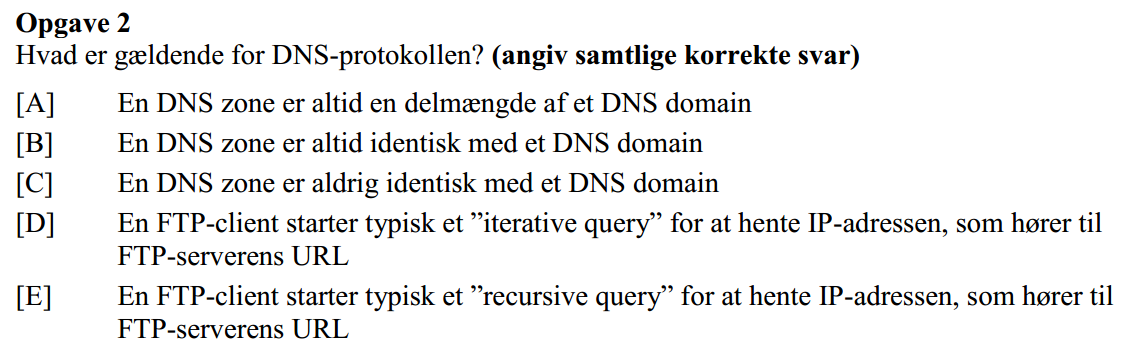 Opgave 2
Hvad er gældende for DNS-protokollen? (angiv samtlige korrekte svar)
[A] En DNS zone er altid en delmængde af et DNS domain
[B] En DNS zone er altid identisk med et DNS domain
[C] En DNS zone er aldrig identisk med et DNS domain
[D] En FTP-client starter typisk et ”iterative query” for at hente IP-adressen, som hører til
FTP-serverens URL
[E] En FTP-client starter typisk et ”recursive query” for at hente IP-adressen, som hører til
FTP-serverens URL